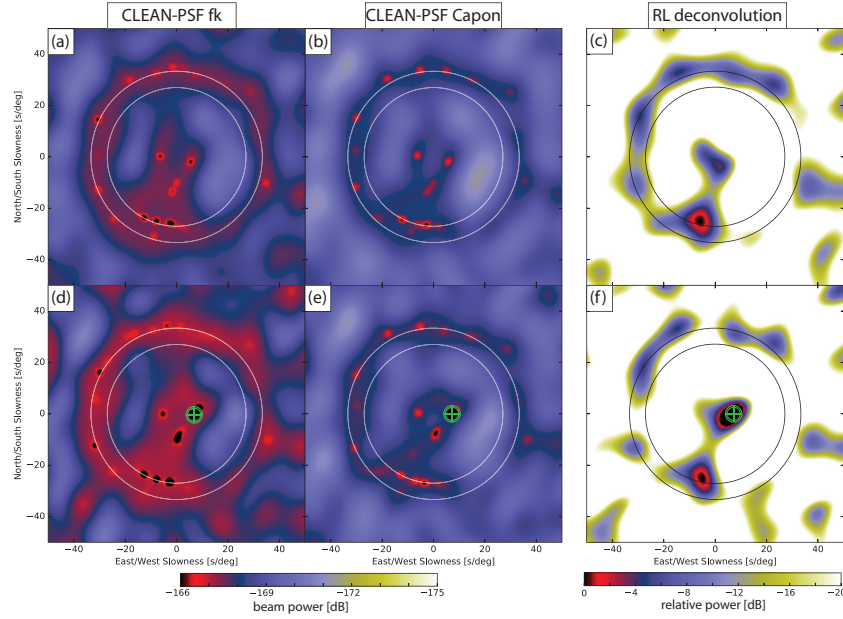 CLEAN-PSF fk
CLEAN-PSF Capon
RL deconvolution
(a)
(b)
(c)
40
20
0
−20
−40
North/South Slowness [s/deg]
(d)
(e)
(f)
40
20
0
−20
−40
North/South Slowness [s/deg]
−40 −20 0 20 40
−40 −20 0 20 40
−40 −20 0 20 40
East/West Slowness [s/deg]
East/West Slowness [s/deg]
East/West Slowness [s/deg]
−166 −169 −172 −175
beam power [dB]
0 −4 −8 −12 −16 −20
relative power [dB]